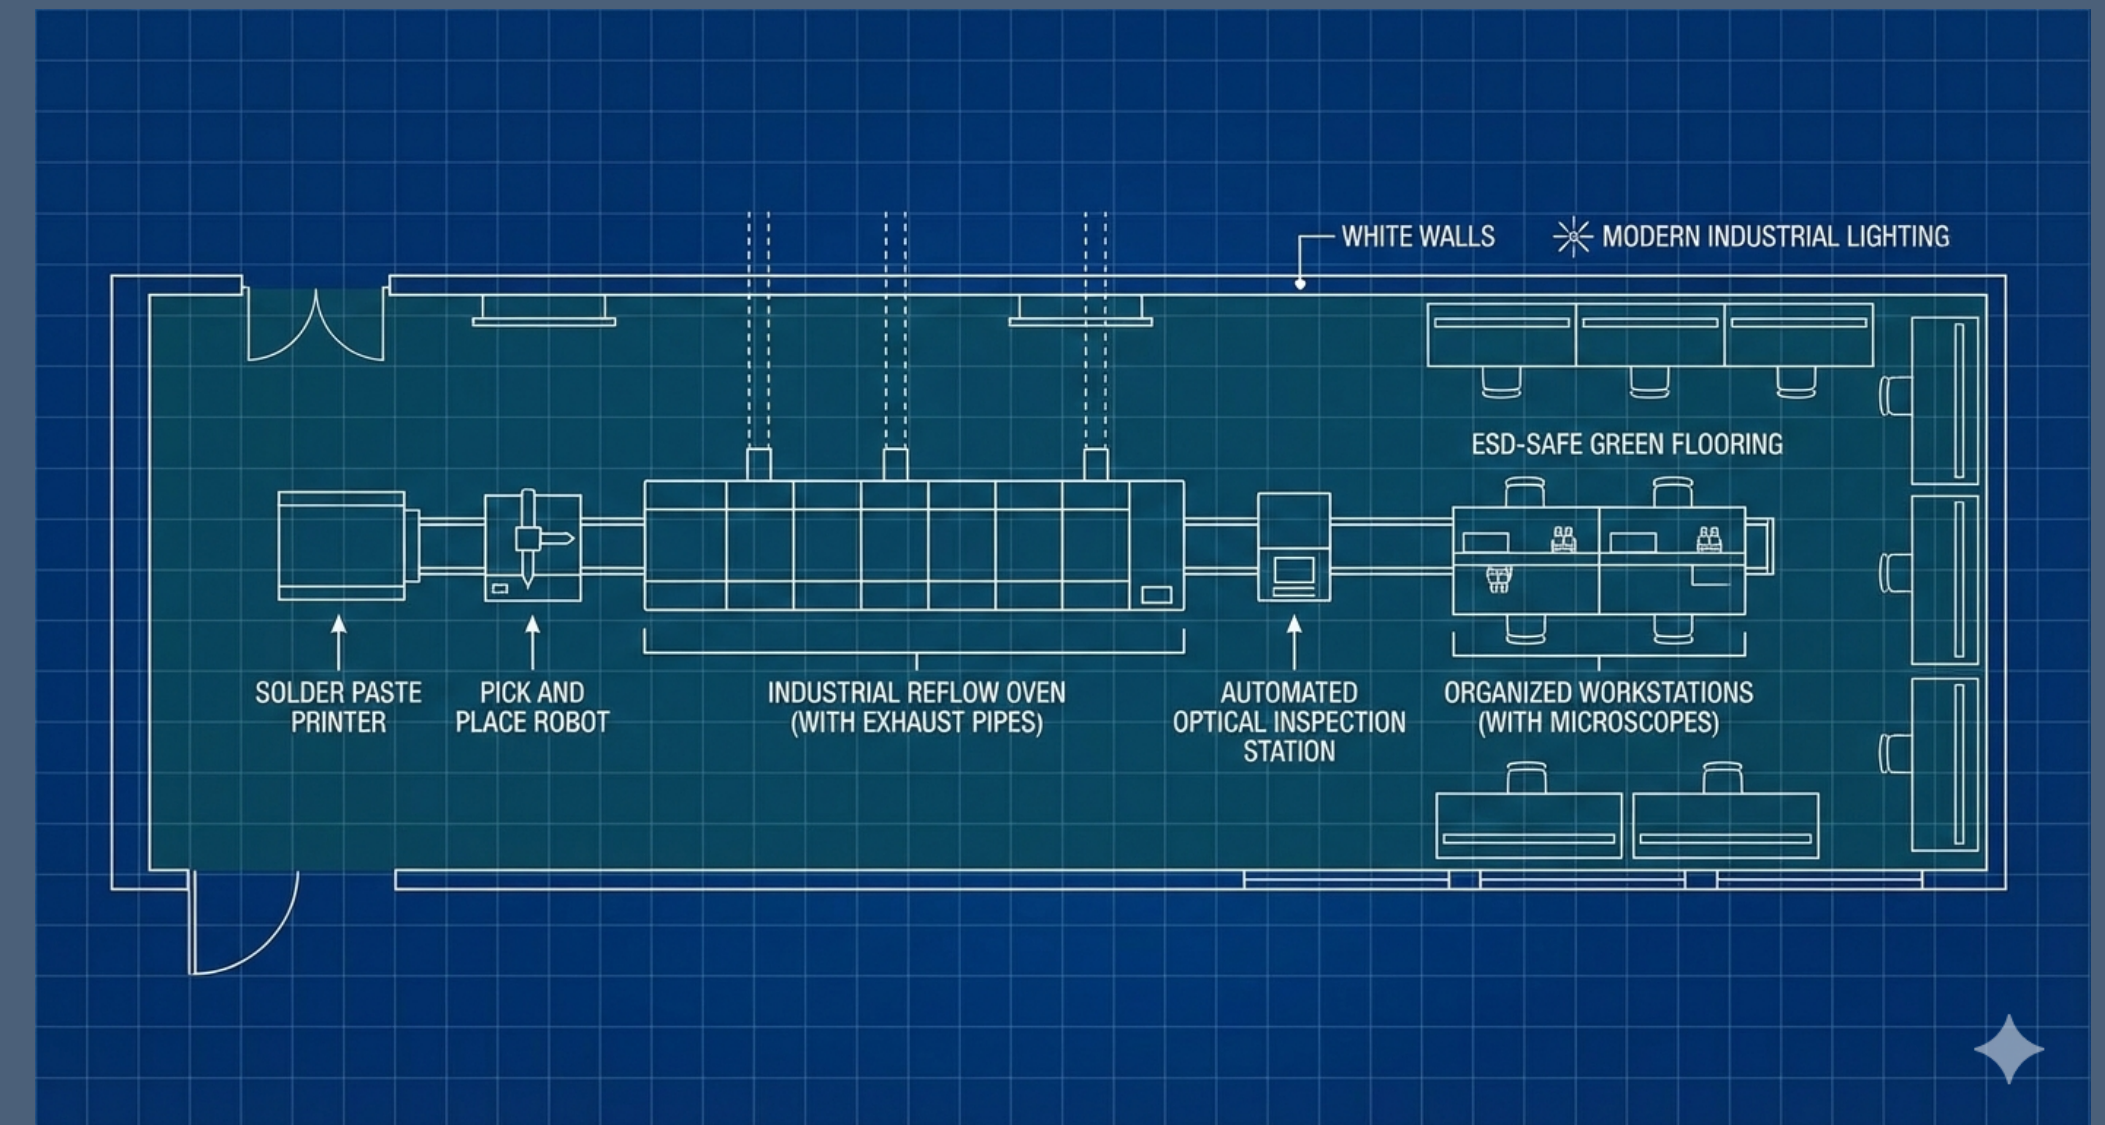 WHITE WALLS
MODERN INDUSTRIAL LIGHTING
ESD-SAFE GREEN FLOORING
SOLDER PASTE
PRINTER
PICK AND
PLACE ROBOT
INDUSTRIAL REFLOW OVEN
(WITH EXHAUST PIPES)
AUTOMATED
OPTICAL INSPECTION
STATION
ORGANIZED WORKSTATIONS
(WITH MICROSCOPES)